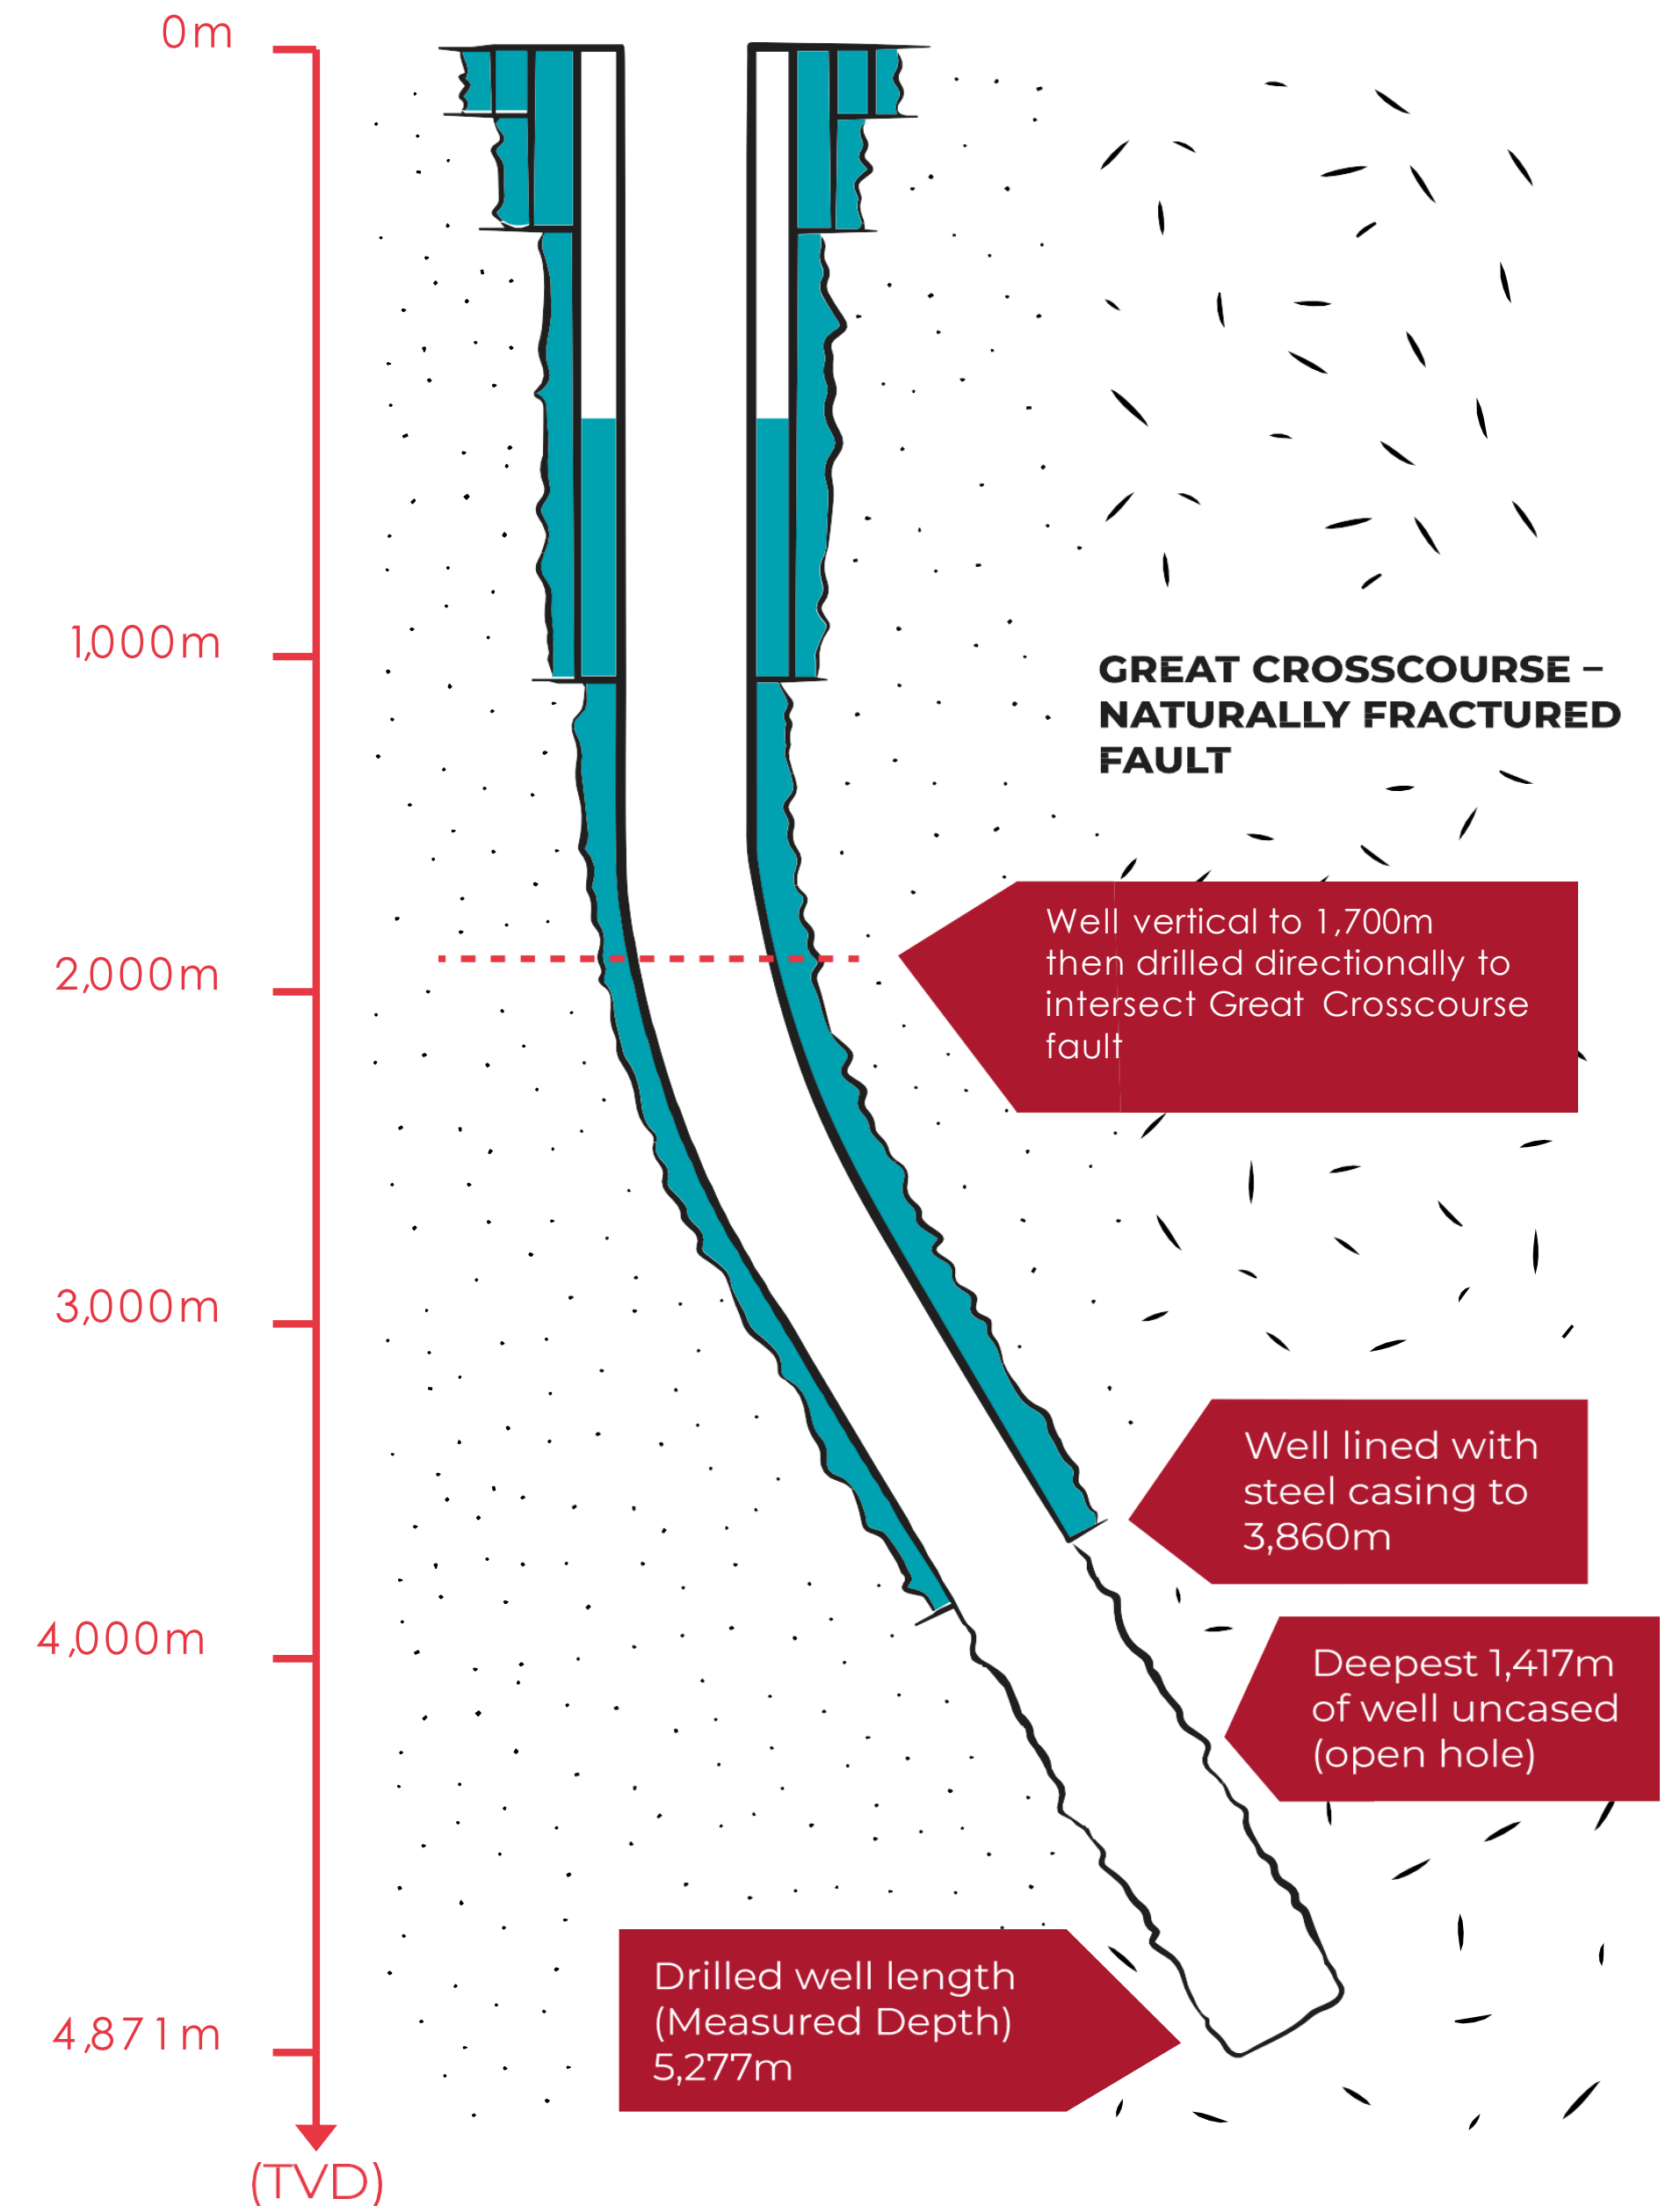 0m
1,000m
GREAT CROSSCOURSE –
NATURALLY FRACTURED
FAULT
Well vertical to 1,700m
then drilled directionally to
intersect Great Crosscourse
fault
2,000m
3,000m
Well lined with
steel casing to
3,860m
4,000m
Deepest 1,417m
of well uncased
(open hole)
Drilled well length
(Measured Depth)
5,277m
4,871m
(TVD)